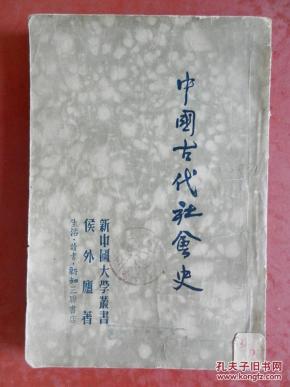 中國古代社會史
新中國大學叢書
侯外廬著
生活·讀書·新知三聯書店
孔夫子旧书网